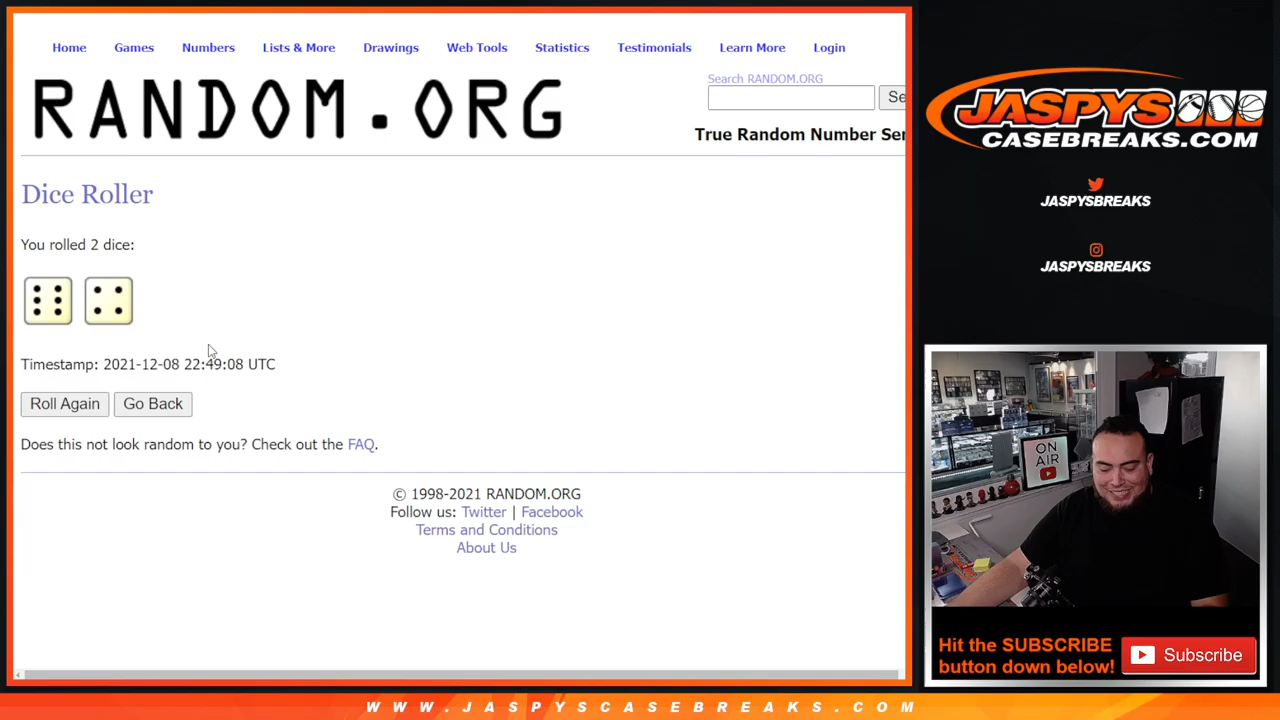 Home Games Numbers Lists & More Drawings Web Tools Statistics Testimonials Learn More Login
RANDOM.ORG
Search RANDOM.ORG
Se
True Random Number Ser
Dice Roller
You rolled 2 dice:
Timestamp: 2021-12-08 22:49:08 UTC
Roll Again Go Back
Does this not look random to you? Check out the FAQ.
© 1998-2021 RANDOM.ORG
Follow us: Twitter | Facebook
Terms and Conditions
About Us
JASPYS
CASEBREAKS.COM
JASPYSBREAKS
JASPYSBREAKS
ON
AIR
Hit the SUBSCRIBE
button down below!
Subscribe
WWW.JASPYSCASEBREAKS.COM